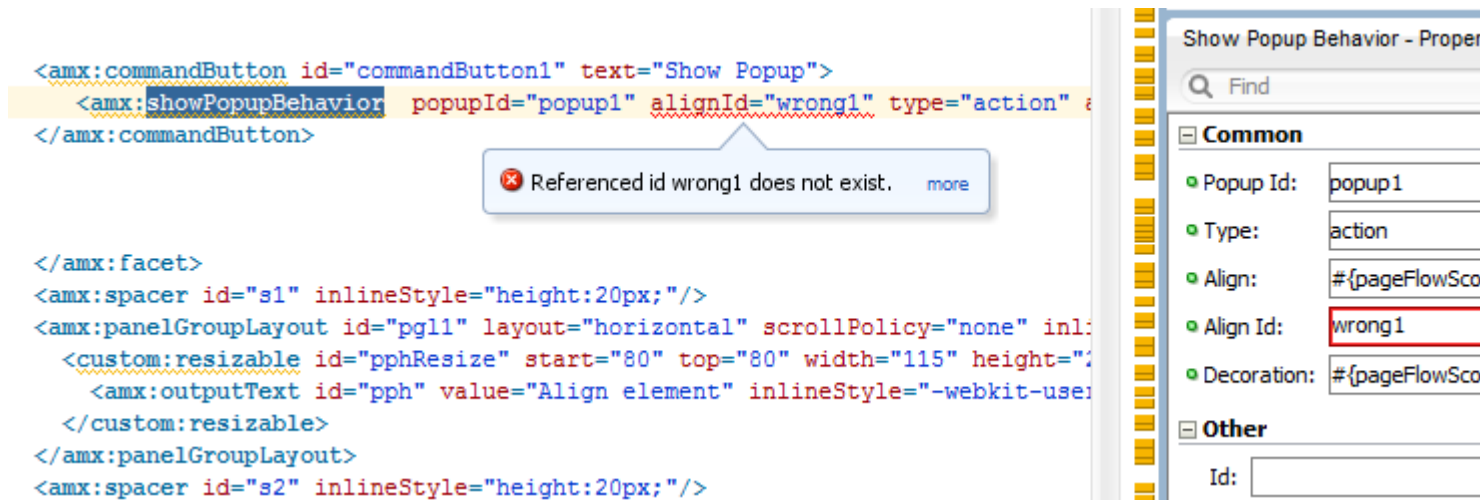 <amx:commandButton id="commandButton1" text="Show Popup">
<amx:showPopupBehavior popupId="popup1" alignId="wrong1" type="action"
</amx:commandButton>
Referenced id wrong1 does not exist. more
</amx:facet>
<amx:spacer id="s1" inlineStyle="height:20px;"/>
<amx:panelGroupLayout id="pgl1" layout="horizontal" scrollPolicy="none" inli
<custom:resizable id="pphResize" start="80" top="80" width="115" height="2
<amx:outputText id="pph" value="Align element" inlineStyle="-webkit-use
</custom:resizable>
</amx:panelGroupLayout>
<amx:spacer id="s2" inlineStyle="height:20px;"/>
Show Popup Behavior - Proper
Find
Common
Popup Id: popup1
Type: action
Align: #{pageFlowSco
Align Id: wrong1
Decoration: #{pageFlowSco
Other
Id: